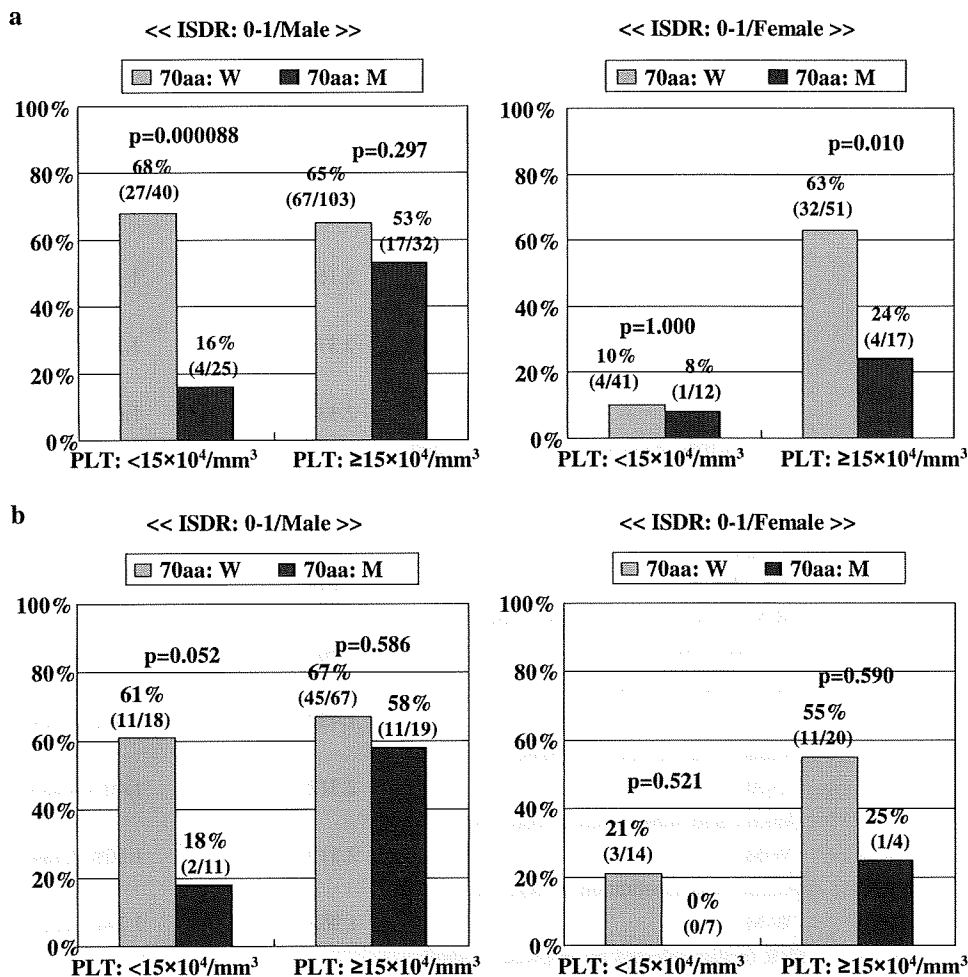 a
<< ISDR: 0-1/Male >>
70aa: W 70aa: M
100%
80%
60%
40%
20%
0%
p=0.000088
68%
(27/40)
16%
(4/25)
p=0.297
65%
(67/103)
53%
(17/32)
PLT: <15×10⁴/mm³ PLT: ≥15×10⁴/mm³
<< ISDR: 0-1/Female >>
70aa: W 70aa: M
100%
80%
60%
40%
20%
0%
p=1.000
10%
(4/41)
8%
(1/12)
p=0.010
63%
(32/51)
24%
(4/17)
PLT: <15×10⁴/mm³ PLT: ≥15×10⁴/mm³
b
<< ISDR: 0-1/Male >>
70aa: W 70aa: M
100%
80%
60%
40%
20%
0%
p=0.052
61%
(11/18)
18%
(2/11)
p=0.586
67%
(45/67)
58%
(11/19)
PLT: <15×10⁴/mm³ PLT: ≥15×10⁴/mm³
<< ISDR: 0-1/Female >>
70aa: W 70aa: M
100%
80%
60%
40%
20%
0%
p=0.521
21%
(3/14)
0%
(0/7)
p=0.590
55%
(11/20)
25%
(1/4)
PLT: <15×10⁴/mm³ PLT: ≥15×10⁴/mm³